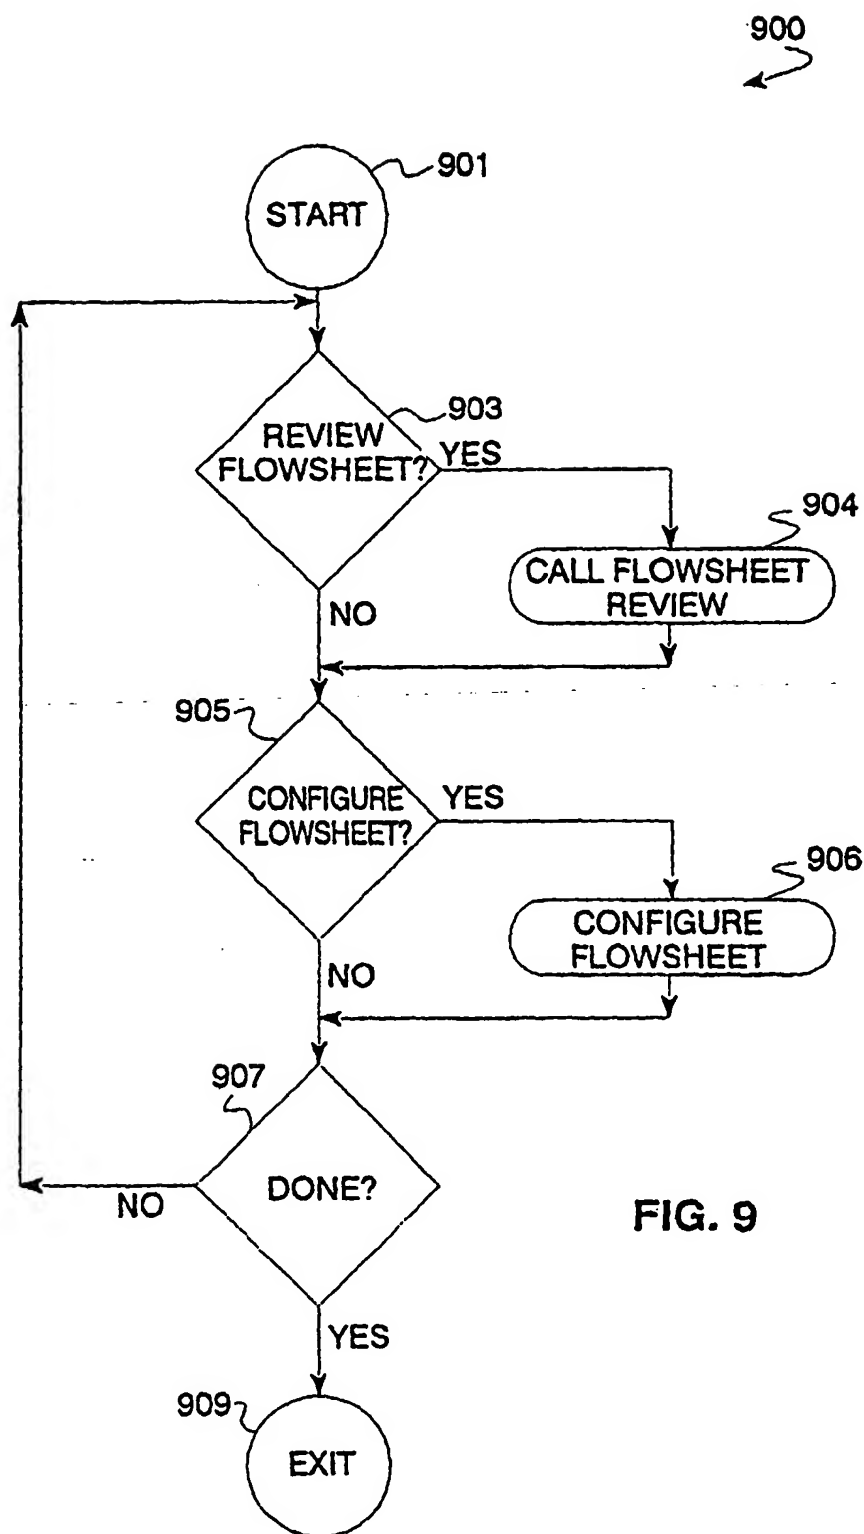 900
901
START
903
REVIEW
FLOWSHEET?
YES
904
CALL FLOWSHEET
REVIEW
NO
905
CONFIGURE
FLOWSHEET?
YES
906
CONFIGURE
FLOWSHEET
NO
907
DONE?
NO
FIG. 9
YES
909
EXIT